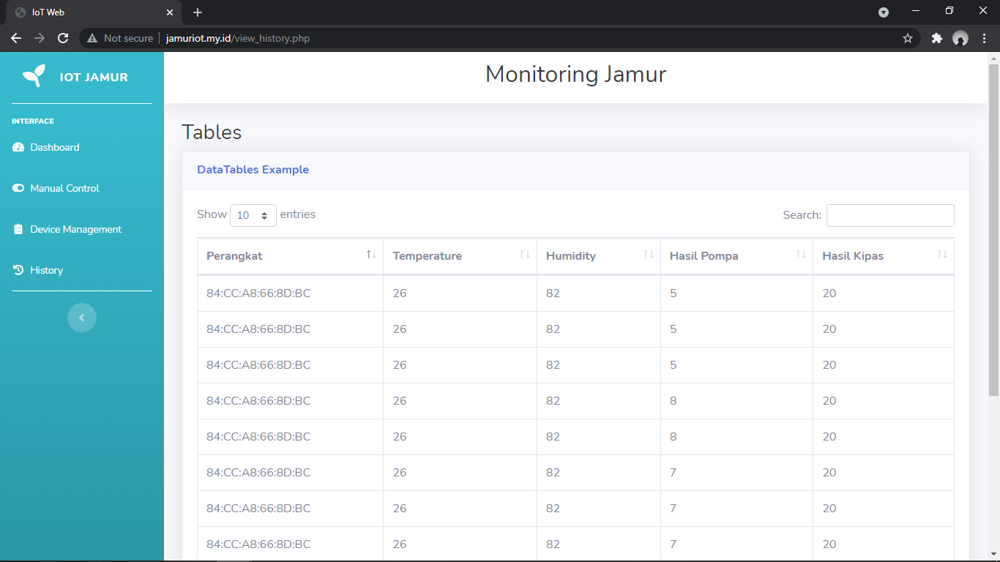 IoT Web
Not secure jamuriot.my.id/view_history.php
IOT JAMUR
Monitoring Jamur
INTERFACE
Dashboard
Manual Control
Device Management
History
Tables
DataTables Example
Show 10 entries Search:
Perangkat Temperature Humidity Hasil Pompa Hasil Kipas
84:CC:A8:66:8D:BC 26 82 5 20
84:CC:A8:66:8D:BC 26 82 5 20
84:CC:A8:66:8D:BC 26 82 5 20
84:CC:A8:66:8D:BC 26 82 8 20
84:CC:A8:66:8D:BC 26 82 8 20
84:CC:A8:66:8D:BC 26 82 7 20
84:CC:A8:66:8D:BC 26 82 7 20
84:CC:A8:66:8D:BC 26 82 7 20